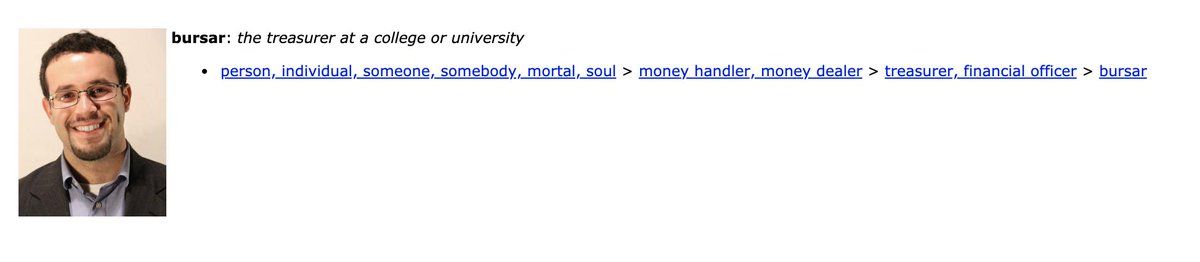 bursar: the treasurer at a college or university
• person, individual, someone, somebody, mortal, soul > money handler, money dealer > treasurer, financial officer > bursar